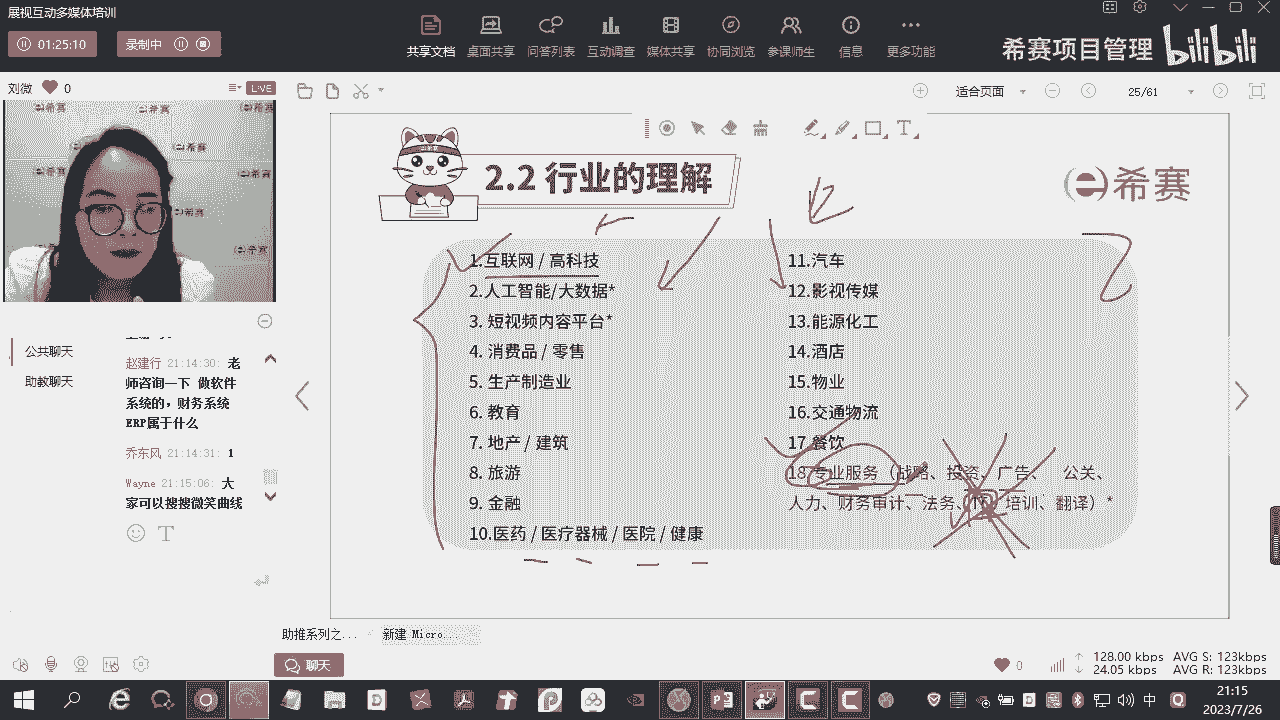 展视互动多媒体培训
01:25:10
录制中
共享文档
桌面共享
问答列表
互动调查
媒体共享
协同浏览
参课师生
信息
更多功能
希赛项目管理
bilibili
刘微
0
LIVE
适合页面
25/61
2.2 行业的理解
希赛
1.互联网 / 高科技
2.人工智能/大数据*
3. 短视频内容平台*
4. 消费品 / 零售
5. 生产制造业
6. 教育
7. 地产 / 建筑
8. 旅游
9. 金融
10.医药 / 医疗器械 / 医院 / 健康
11.汽车
12.影视传媒
13.能源化工
14.酒店
15.物业
16.交通物流
17.餐饮
18.专业服务（战略、投资、广告、 公关、
人力、财务审计、法务、 培训、翻译）*
公共聊天
助教聊天
赵建行 21:14:30: 老
师咨询一下 做软件
系统的，财务系统
ERP属于什么
乔东风 21:14:31: 1
Wayne 21:15:06: 大
家可以搜搜微笑曲线
助推系列之...
新建 Micro...
聊天
0
128.00 kbps AVG S: 123kbps
24.05 kbps AVG R: 123kbps
中
21:15
2023/7/26